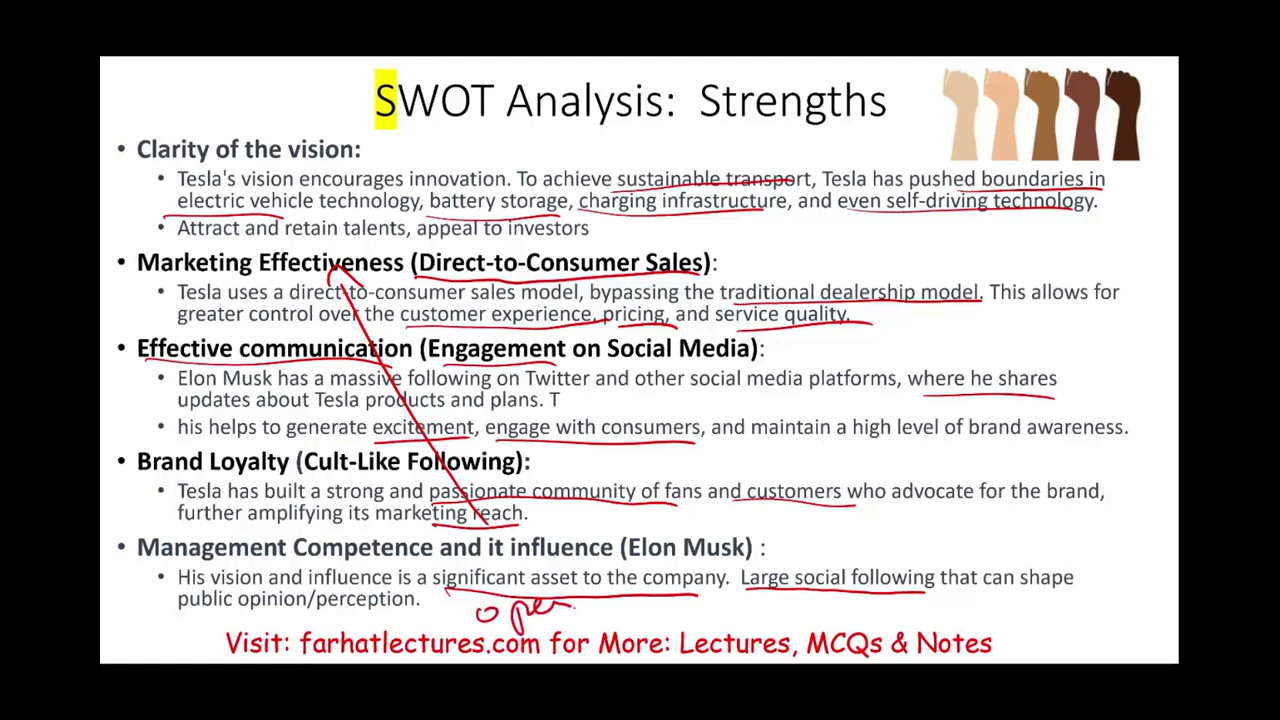 SWOT Analysis: Strengths
• Clarity of the vision:
• Tesla's vision encourages innovation. To achieve sustainable transport, Tesla has pushed boundaries in
electric vehicle technology, battery storage, charging infrastructure, and even self-driving technology.
• Attract and retain talents, appeal to investors
• Marketing Effectiveness (Direct-to-Consumer Sales):
• Tesla uses a direct-to-consumer sales model, bypassing the traditional dealership model. This allows for
greater control over the customer experience, pricing, and service quality.
• Effective communication (Engagement on Social Media):
• Elon Musk has a massive following on Twitter and other social media platforms, where he shares
updates about Tesla products and plans. T
• his helps to generate excitement, engage with consumers, and maintain a high level of brand awareness.
• Brand Loyalty (Cult-Like Following):
• Tesla has built a strong and passionate community of fans and customers who advocate for the brand,
further amplifying its marketing reach.
• Management Competence and it influence (Elon Musk) :
• His vision and influence is a significant asset to the company. Large social following that can shape
public opinion/perception.
open
Visit: farhatlectures.com for More: Lectures, MCQs & Notes